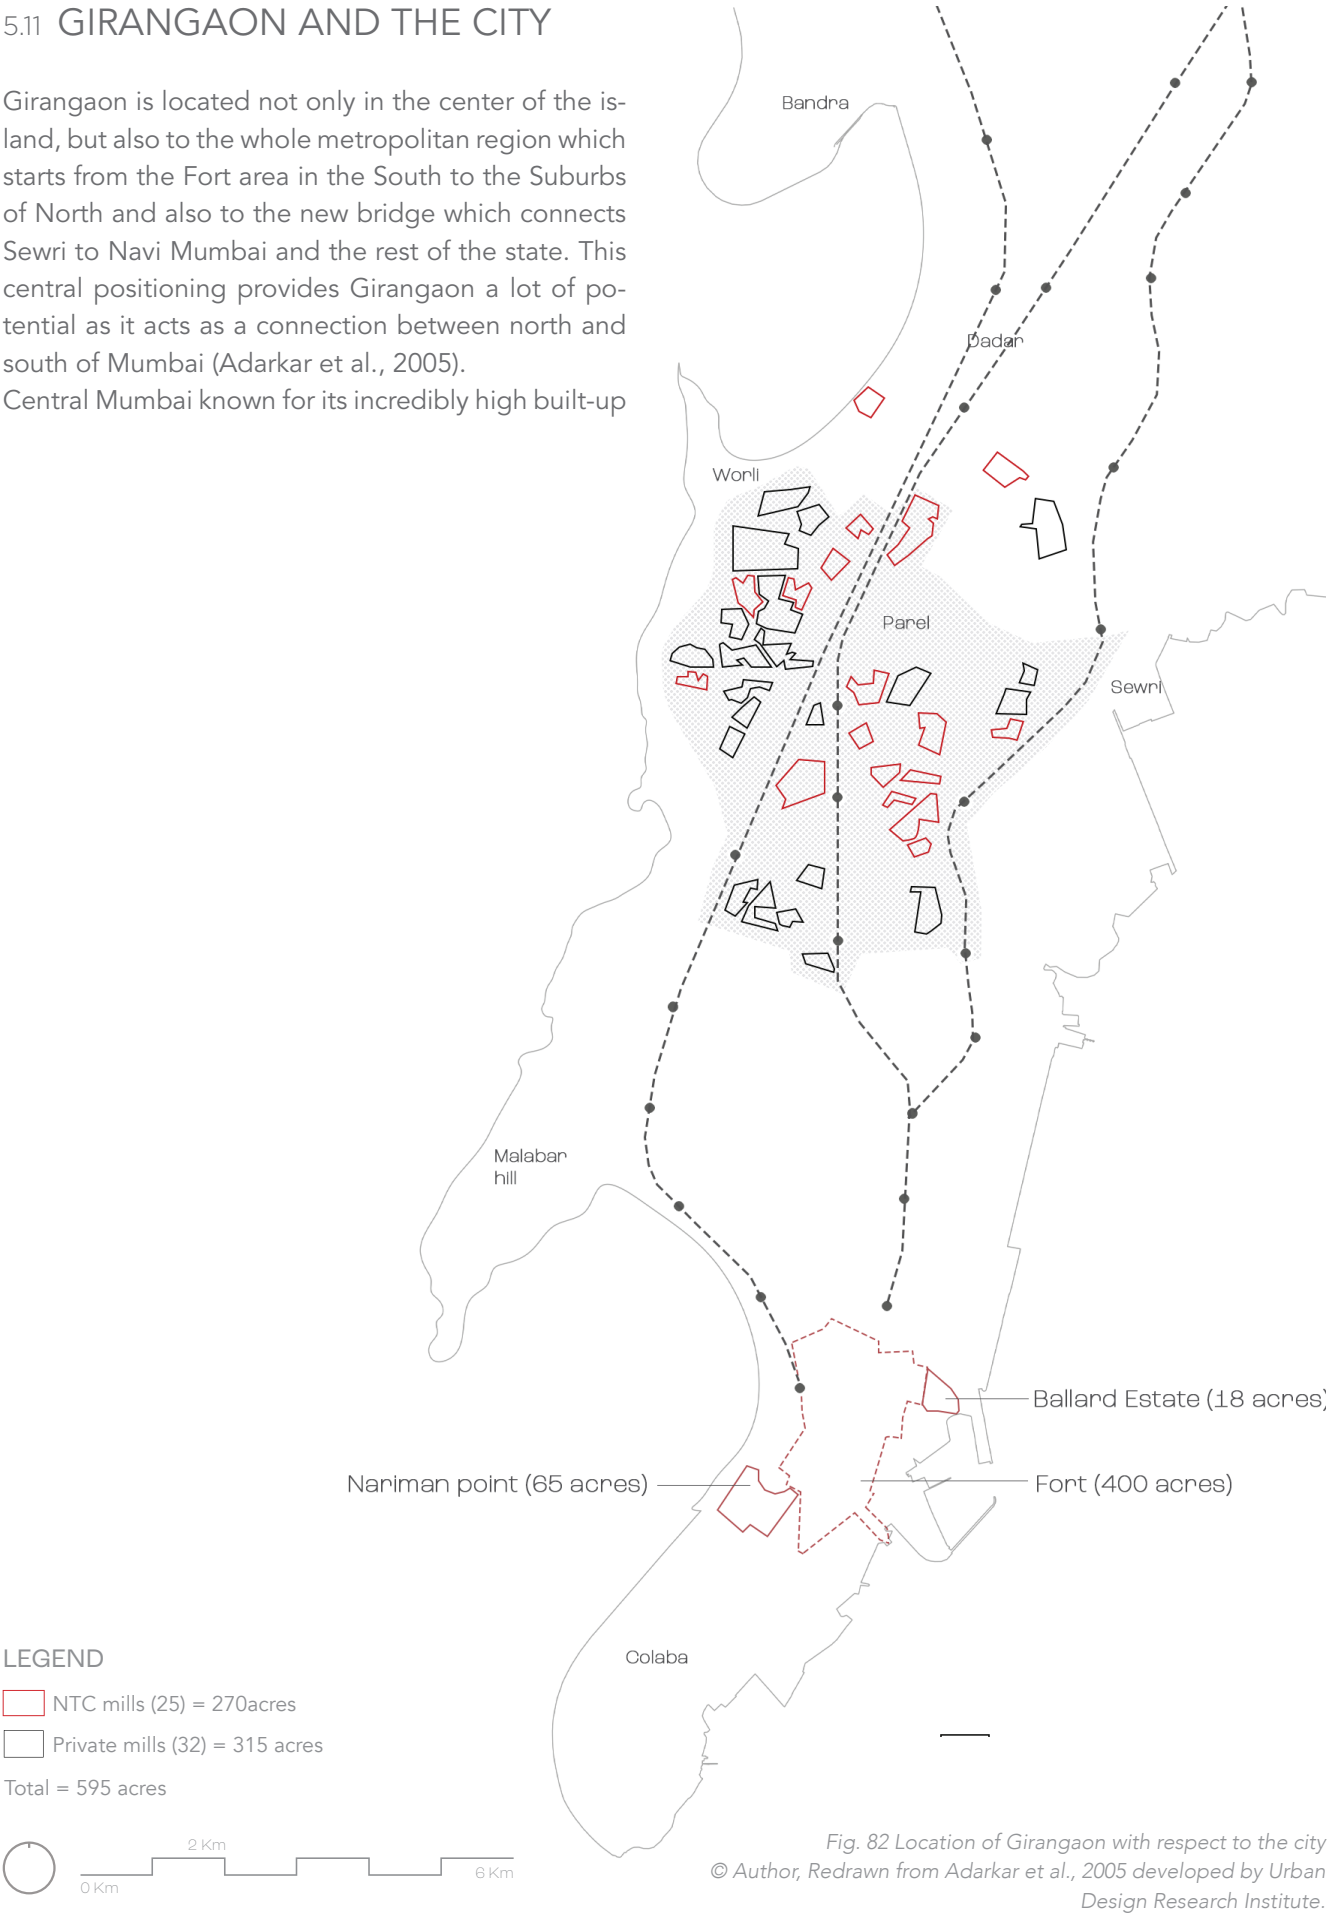 5.11 GIRANGAON AND THE CITY
Girangaon is located not only in the center of the is-
land, but also to the whole metropolitan region which
starts from the Fort area in the South to the Suburbs
of North and also to the new bridge which connects
Sewri to Navi Mumbai and the rest of the state. This
central positioning provides Girangaon a lot of po-
tential as it acts as a connection between north and
south of Mumbai (Adarkar et al., 2005).
Central Mumbai known for its incredibly high built-up
Bandra
Dadar
Worli
Parel
Sewri
Malabar
hill
Ballard Estate (18 acres)
Nariman point (65 acres)
Fort (400 acres)
Colaba
LEGEND
NTC mills (25) = 270acres
Private mills (32) = 315 acres
Total = 595 acres
2 Km
0 Km
6 Km
Fig. 82 Location of Girangaon with respect to the city
© Author, Redrawn from Adarkar et al., 2005 developed by Urban
Design Research Institute.